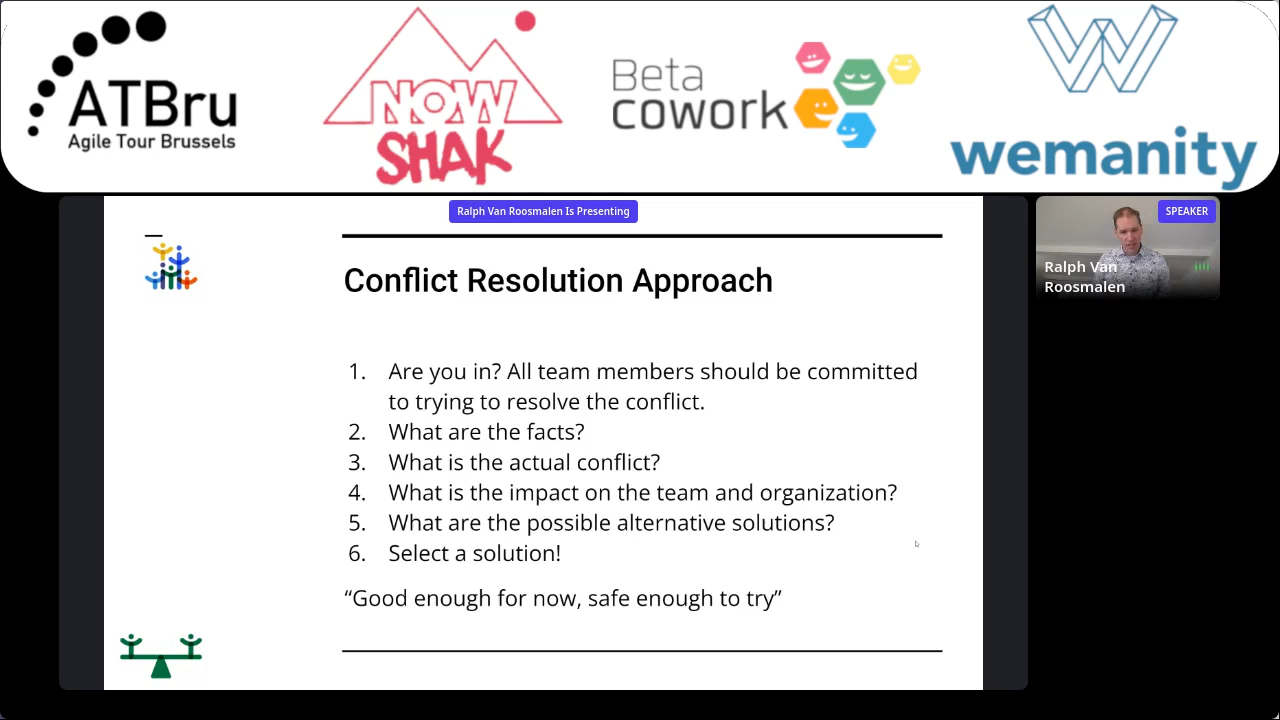 ATBru
Agile Tour Brussels
NOW
SHAK
Beta
cowork
wemanity
Ralph Van Roosmalen Is Presenting
SPEAKER
Ralph Van
Roosmalen
Conflict Resolution Approach
1. Are you in? All team members should be committed
to trying to resolve the conflict.
2. What are the facts?
3. What is the actual conflict?
4. What is the impact on the team and organization?
5. What are the possible alternative solutions?
6. Select a solution!
“Good enough for now, safe enough to try”